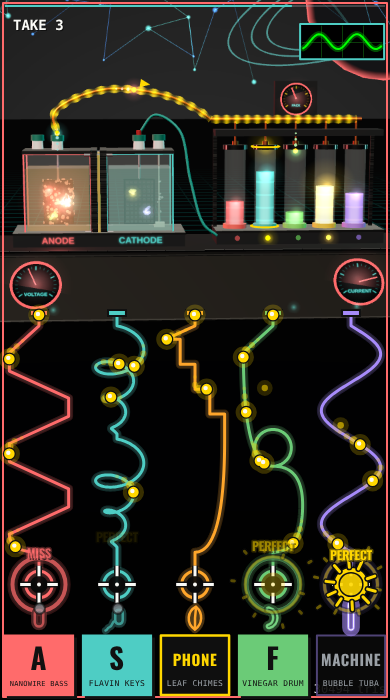 TAKE 3
ANODE
CATHODE
VOLTAGE
CURRENT
MISS
PERFECT
PERFECT
PERFECT
A
S
PHONE
F
MACHINE
NANOWIRE BASS
FLAVIN KEYS
LEAF CHIMES
VINEGAR DRUM
BUBBLE TUBA